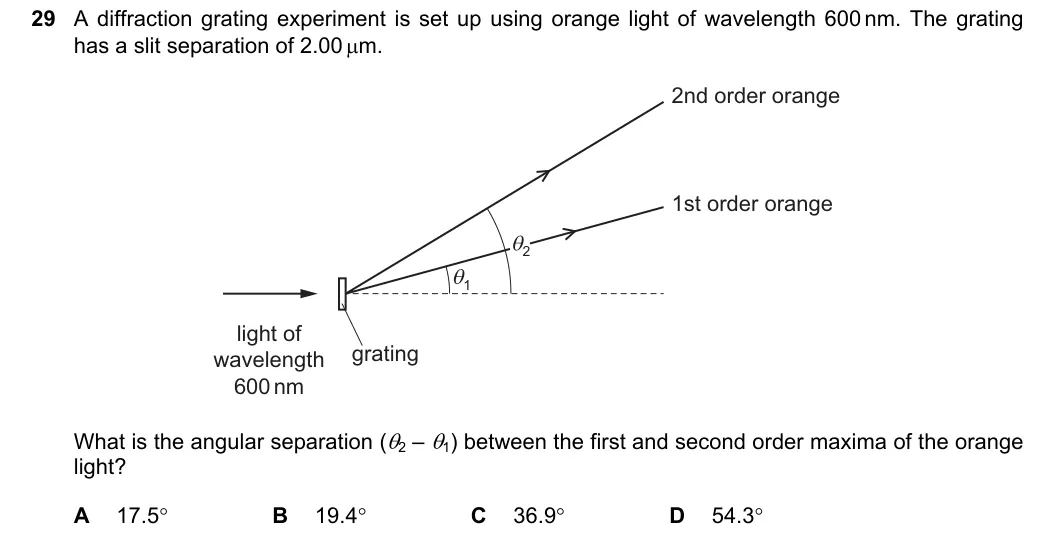 29 A diffraction grating experiment is set up using orange light of wavelength 600 nm. The grating
has a slit separation of 2.00 μm.
2nd order orange
1st order orange
θ2
θ1
light of
wavelength
600 nm
grating
What is the angular separation (θ2 – θ1) between the first and second order maxima of the orange
light?
A 17.5° B 19.4° C 36.9° D 54.3°